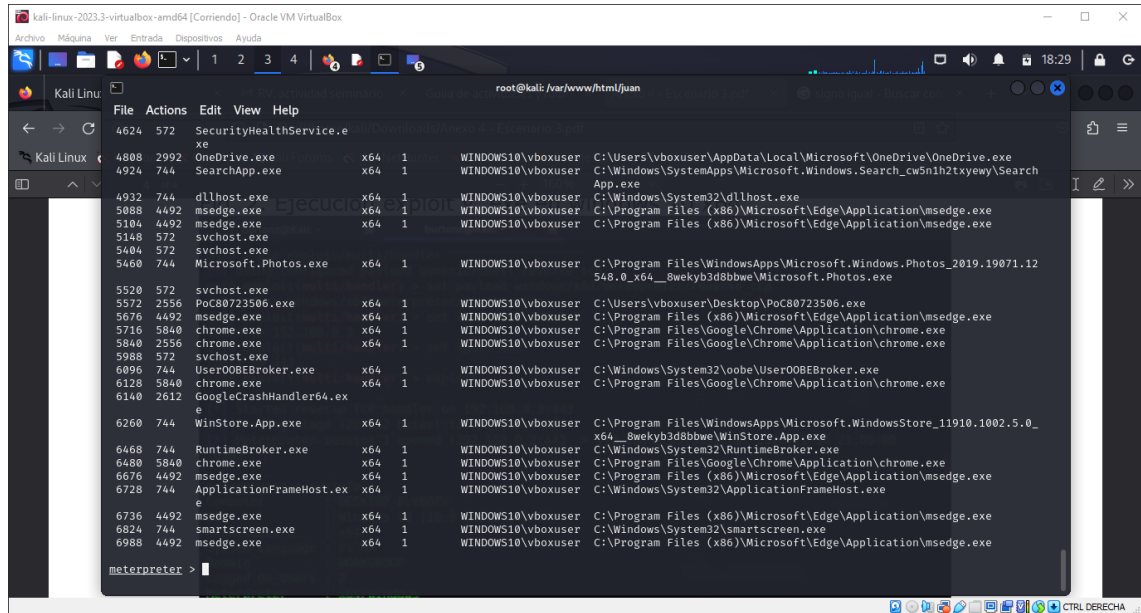 kali-linux-2023.3-virtualbox-amd64 [Corriendo] - Oracle VM VirtualBox
Archivo Máquina Ver Entrada Dispositivos Ayuda
1 2 3 4 18:29
Kali Linu root@kali: /var/www/html/juan
File Actions Edit View Help
Kali Linux
4624 572 SecurityHealthService.e
xe
4808 2992 OneDrive.exe x64 1 WINDOWS10\vboxuser C:\Users\vboxuser\AppData\Local\Microsoft\OneDrive\OneDrive.exe
4924 744 SearchApp.exe x64 1 WINDOWS10\vboxuser C:\Windows\SystemApps\Microsoft.Windows.Search_cw5n1h2txyewy\Search
App.exe
4932 744 dllhost.exe x64 1 WINDOWS10\vboxuser C:\Windows\System32\dllhost.exe
5088 4492 msedge.exe x64 1 WINDOWS10\vboxuser C:\Program Files (x86)\Microsoft\Edge\Application\msedge.exe
5104 4492 msedge.exe x64 1 WINDOWS10\vboxuser C:\Program Files (x86)\Microsoft\Edge\Application\msedge.exe
5148 572 svchost.exe
5404 572 svchost.exe
5460 744 Microsoft.Photos.exe x64 1 WINDOWS10\vboxuser C:\Program Files\WindowsApps\Microsoft.Windows.Photos_2019.19071.12
548.0_x64__8wekyb3d8bbwe\Microsoft.Photos.exe
5520 572 svchost.exe
5572 2556 PoC80723506.exe x64 1 WINDOWS10\vboxuser C:\Users\vboxuser\Desktop\PoC80723506.exe
5676 4492 msedge.exe x64 1 WINDOWS10\vboxuser C:\Program Files (x86)\Microsoft\Edge\Application\msedge.exe
5716 5840 chrome.exe x64 1 WINDOWS10\vboxuser C:\Program Files\Google\Chrome\Application\chrome.exe
5840 2556 chrome.exe x64 1 WINDOWS10\vboxuser C:\Program Files\Google\Chrome\Application\chrome.exe
5988 572 svchost.exe
6096 744 UserOOBEBroker.exe x64 1 WINDOWS10\vboxuser C:\Windows\System32\oobe\UserOOBEBroker.exe
6128 5840 chrome.exe x64 1 WINDOWS10\vboxuser C:\Program Files\Google\Chrome\Application\chrome.exe
6140 2612 GoogleCrashHandler64.ex
e
6260 744 WinStore.App.exe x64 1 WINDOWS10\vboxuser C:\Program Files\WindowsApps\Microsoft.WindowsStore_11910.1002.5.0_
x64__8wekyb3d8bbwe\WinStore.App.exe
6468 744 RuntimeBroker.exe x64 1 WINDOWS10\vboxuser C:\Windows\System32\RuntimeBroker.exe
6480 5840 chrome.exe x64 1 WINDOWS10\vboxuser C:\Program Files\Google\Chrome\Application\chrome.exe
6676 4492 msedge.exe x64 1 WINDOWS10\vboxuser C:\Program Files (x86)\Microsoft\Edge\Application\msedge.exe
6728 744 ApplicationFrameHost.ex x64 1 WINDOWS10\vboxuser C:\Windows\System32\ApplicationFrameHost.exe
e
6736 4492 msedge.exe x64 1 WINDOWS10\vboxuser C:\Program Files (x86)\Microsoft\Edge\Application\msedge.exe
6824 744 smartscreen.exe x64 1 WINDOWS10\vboxuser C:\Windows\System32\smartscreen.exe
6988 4492 msedge.exe x64 1 WINDOWS10\vboxuser C:\Program Files (x86)\Microsoft\Edge\Application\msedge.exe
meterpreter >
CTRL DERECHA